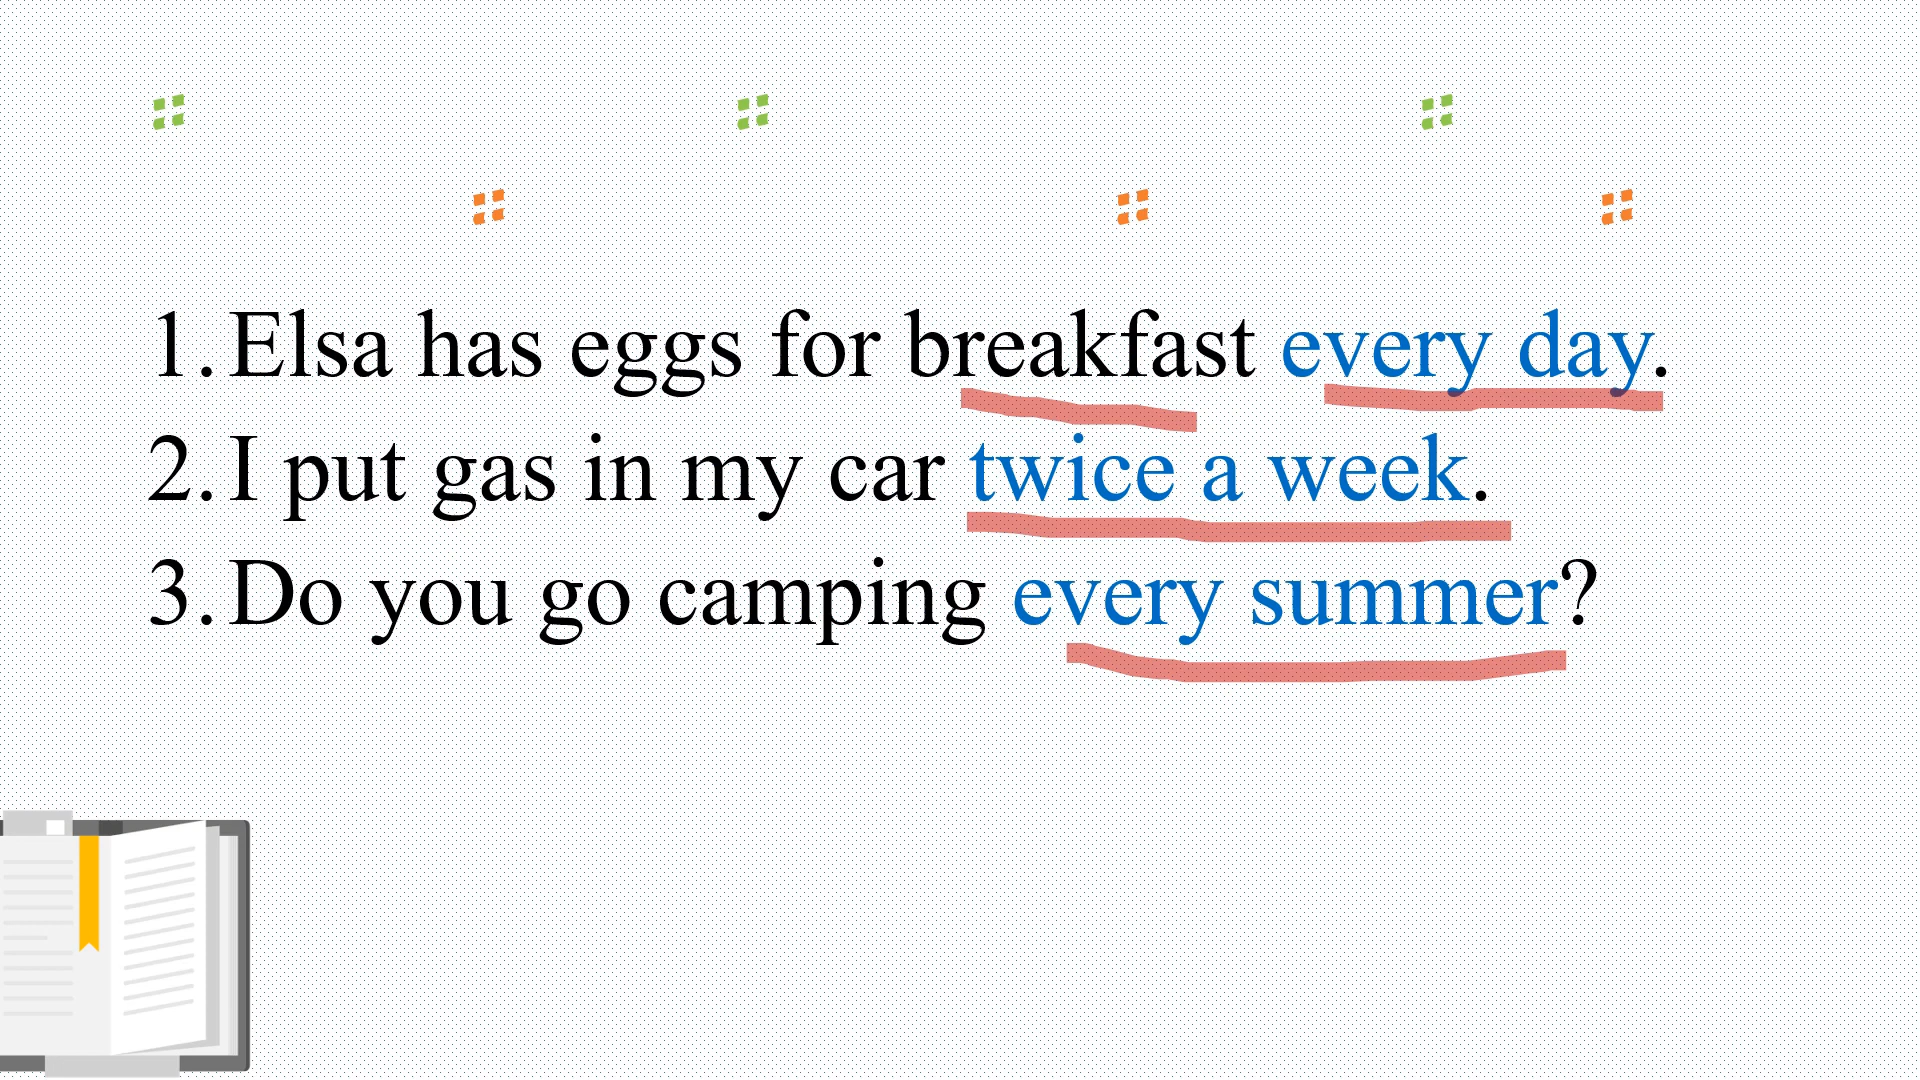 1. Elsa has eggs for breakfast every day.
2. I put gas in my car twice a week.
3. Do you go camping every summer?